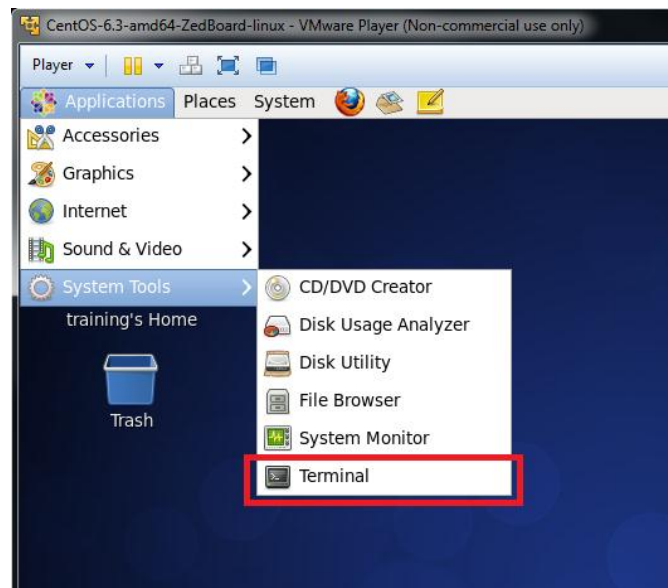 CentOS-6.3-amd64-ZedBoard-linux - VMware Player (Non-commercial use only)
Player
Applications Places System
Accessories
Graphics
Internet
Sound & Video
System Tools
CD/DVD Creator
training's Home
Disk Usage Analyzer
Disk Utility
File Browser
Trash
System Monitor
Terminal